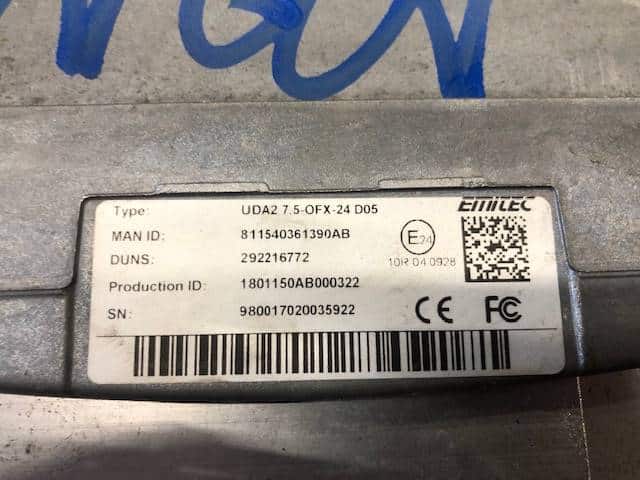 Type: UDA2 7.5-OFX-24 D05
EMITEC
MAN ID: 811540361390AB
E24
DUNS: 292216772
10R 04 0928
Production ID: 1801150AB000322
SN: 980017020035922
CE FC